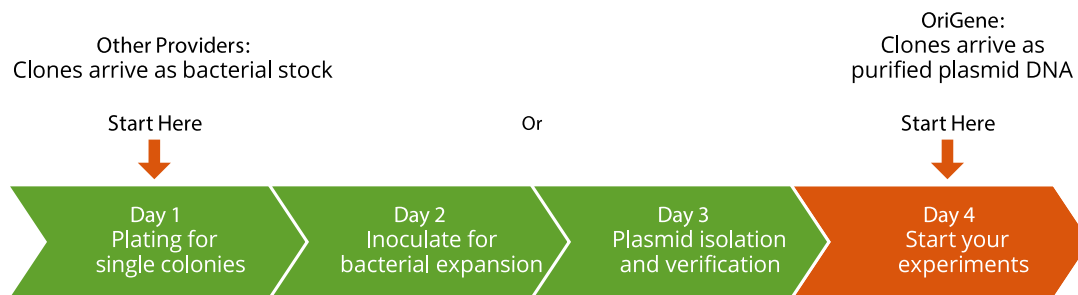 Other Providers:
Clones arrive as bacterial stock
Start Here
Or
OriGene:
Clones arrive as
purified plasmid DNA
Start Here
Day 1
Plating for
single colonies
Day 2
Inoculate for
bacterial expansion
Day 3
Plasmid isolation
and verification
Day 4
Start your
experiments